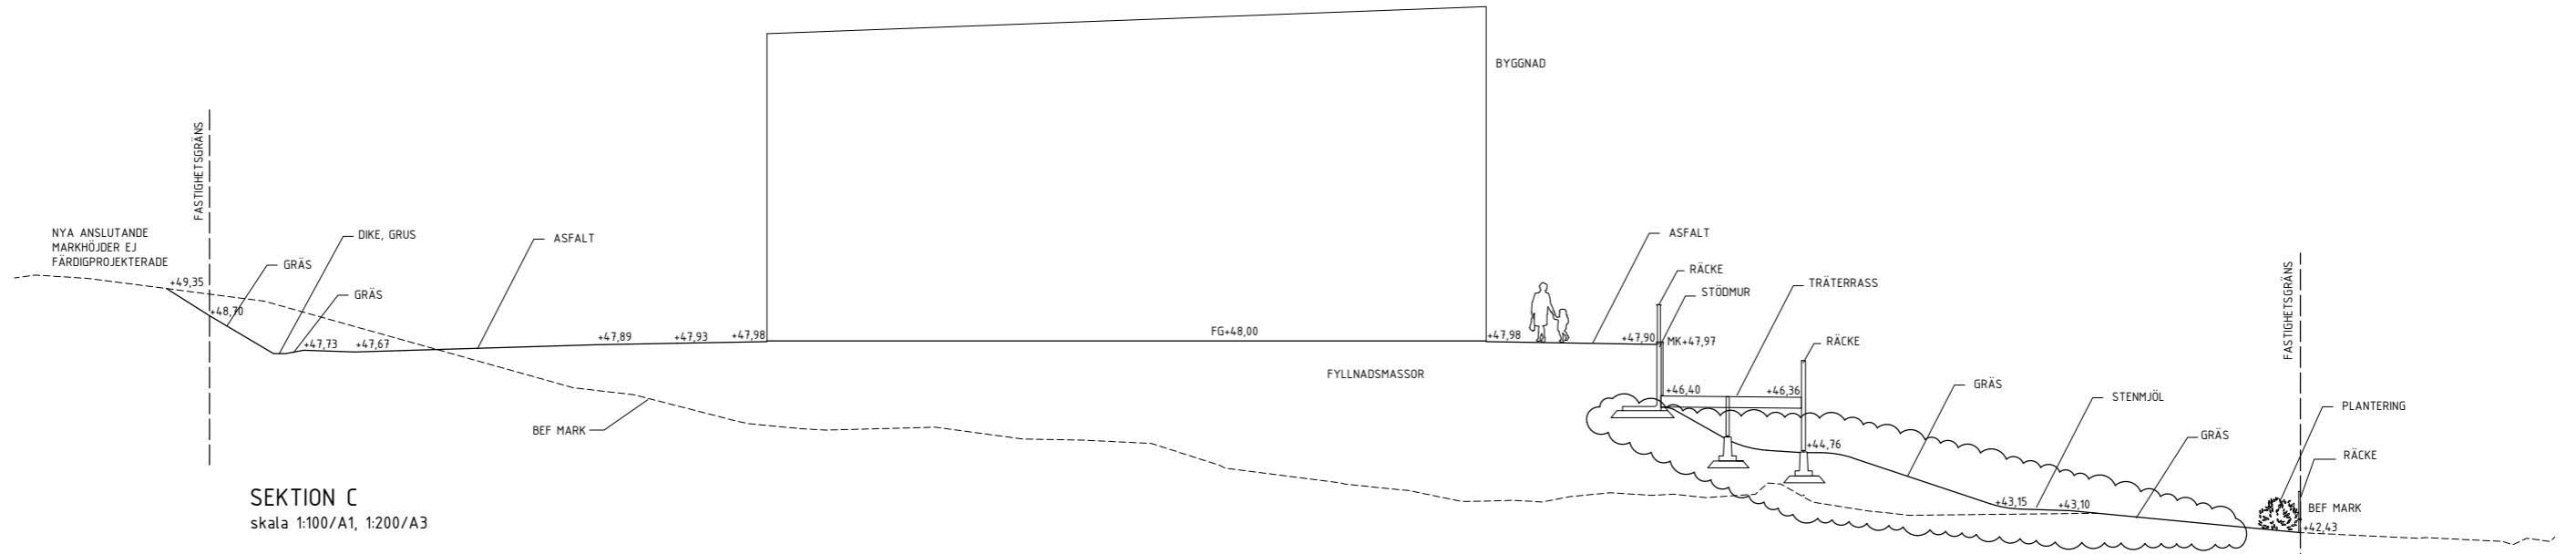 BYGGNAD
FASTIGHETSGRÄNS
NYA ANSLUTANDE
MARKHÖJDER EJ
FÄRDIGPROJEKTERADE
DIKE, GRUS
ASFALT
GRÄS
GRÄS
+49,35
+48,70
+47,73
+47,67
+47,89
+47,93
+47,98
FG+48,00
+47,98
ASFALT
RÄCKE
STÖDMUR
TRÄTERRASS
+47,90
MK+47,97
RÄCKE
FASTIGHETSGRÄNS
FYLLNADSMASSOR
+46,40
+46,36
GRÄS
STENMJÖL
PLANTERING
BEF MARK
+44,76
GRÄS
RÄCKE
+43,15
+43,10
BEF MARK
+42,43
SEKTION C
skala 1:100/A1, 1:200/A3